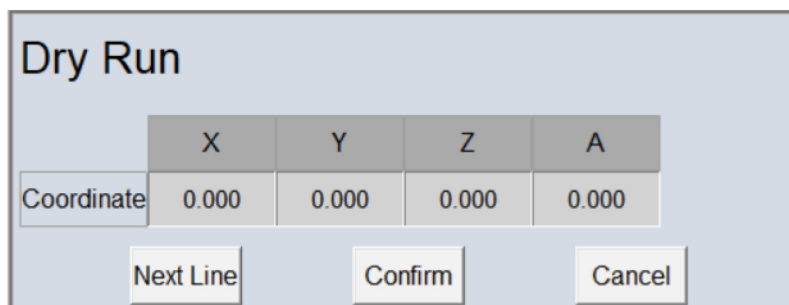 Dry Run
X Y Z A
Coordinate 0.000 0.000 0.000 0.000
Next Line Confirm Cancel